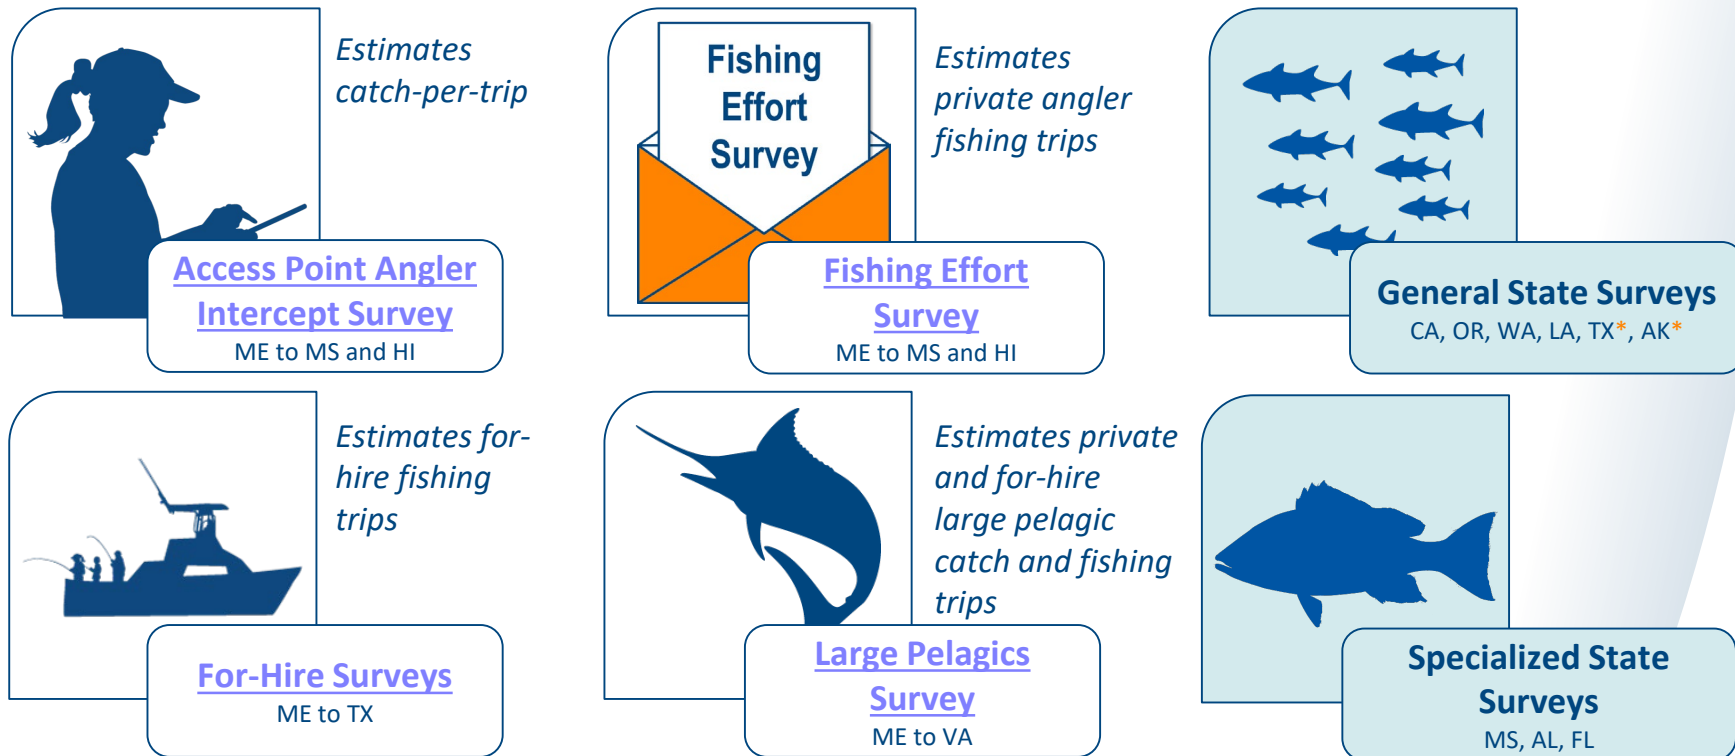 Estimates
catch-per-trip
Access Point Angler
Intercept Survey
ME to MS and HI
Fishing
Effort
Survey
Estimates
private angler
fishing trips
Fishing Effort
Survey
ME to MS and HI
General State Surveys
CA, OR, WA, LA, TX*, AK*
Estimates for-
hire fishing
trips
For-Hire Surveys
ME to TX
Estimates private
and for-hire
large pelagic
catch and fishing
trips
Large Pelagics
Survey
ME to VA
Specialized State
Surveys
MS, AL, FL